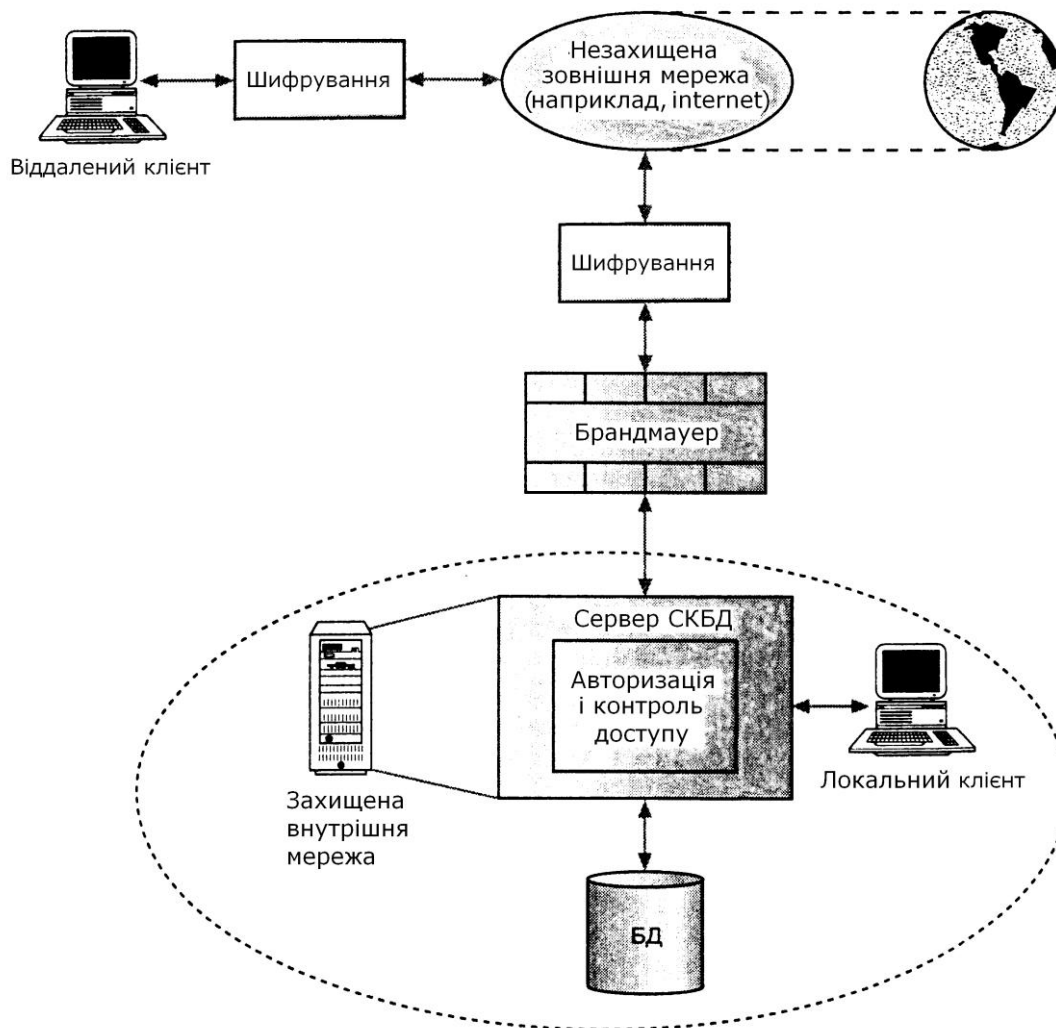 Шифрування
Незахищена
зовнішня мережа
(наприклад, internet)
Віддалений клієнт
Шифрування
Брандмауер
Сервер СКБД
Авторизація
і контроль
доступу
Локальний клієнт
Захищена
внутрішня
мережа
БД